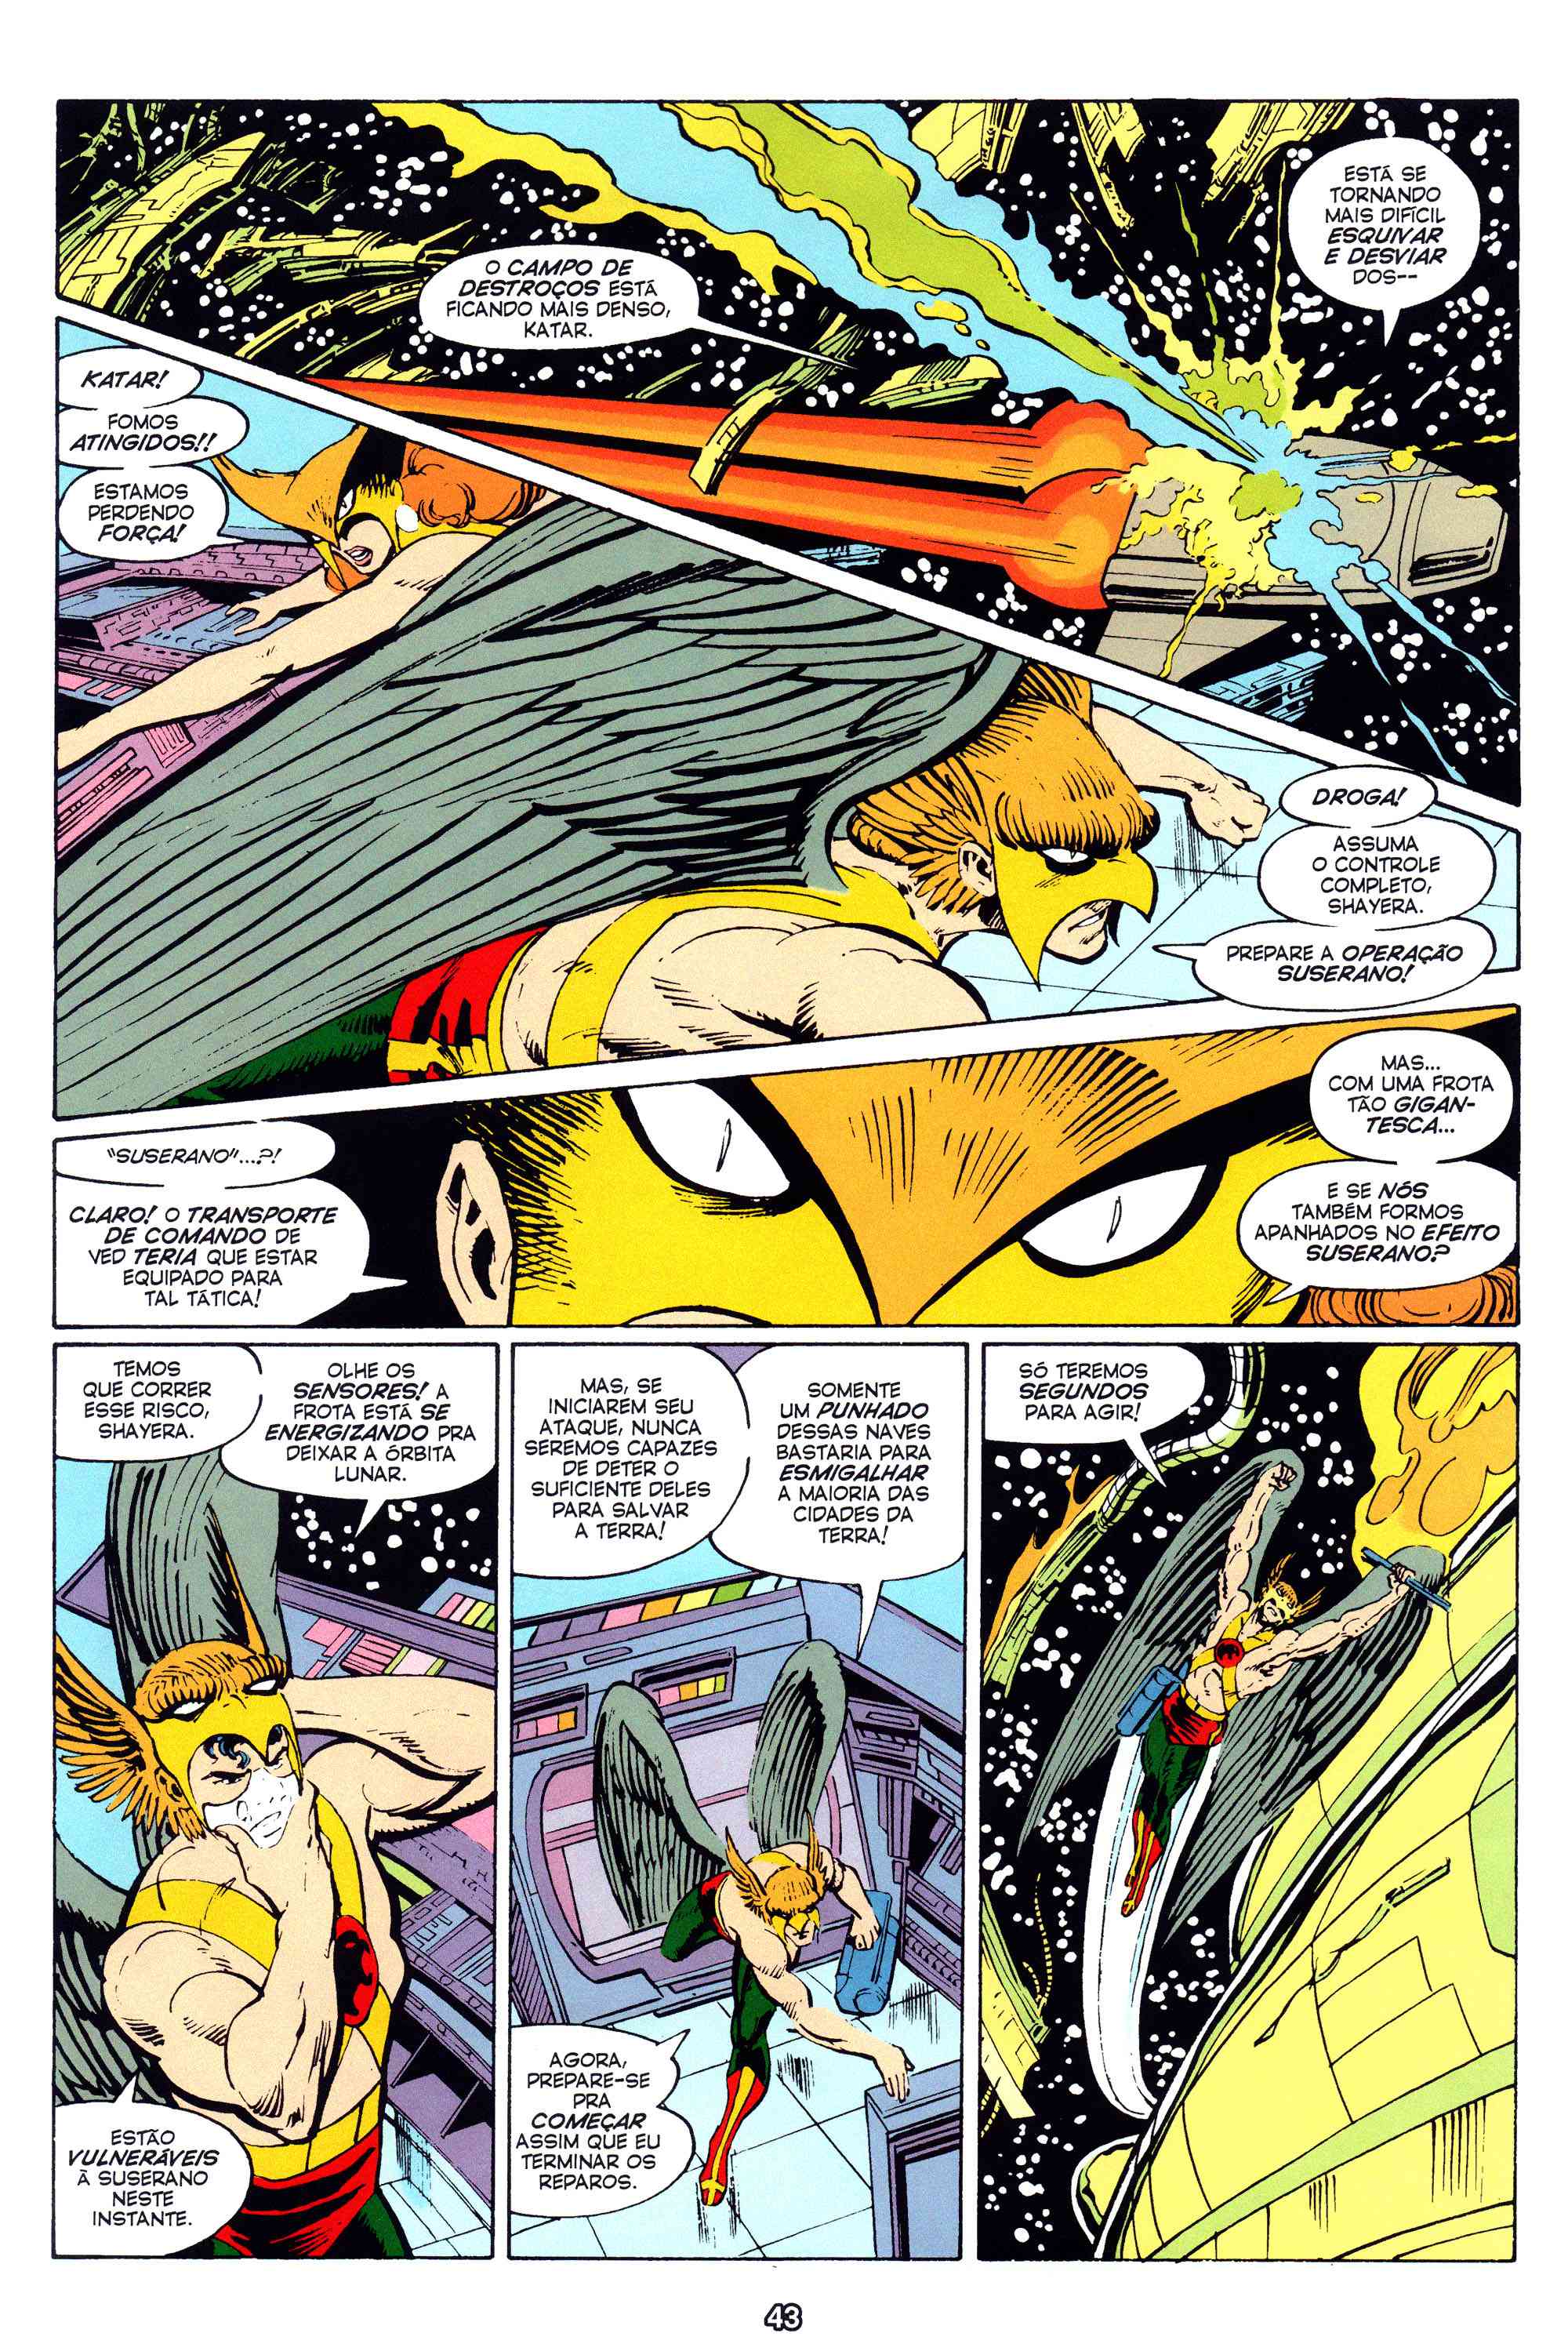 O CAMPO DE
DESTROÇOS ESTÁ
FICANDO MAIS DENSO,
KATAR.
ESTÁ SE
TORNANDO
MAIS DIFÍCIL
ESQUIVAR
E DESVIAR
DOS--
KATAR!
FOMOS
ATINGIDOS!!
ESTAMOS
PERDENDO
FORÇA!
DROGA!
ASSUMA
O CONTROLE
COMPLETO,
SHAYERA.
PREPARE A OPERAÇÃO
SUSERANO!
"SUSERANO"...?!
CLARO! O TRANSPORTE
DE COMANDO DE
VED TERIA QUE ESTAR
EQUIPADO PARA
TAL TÁTICA!
MAS...
COM UMA FROTA
TÃO GIGAN-
TESCA...
E SE NÓS
TAMBÉM FORMOS
APANHADOS NO EFEITO
SUSERANO?
TEMOS
QUE CORRER
ESSE RISCO,
SHAYERA.
OLHE OS
SENSORES! A
FROTA ESTÁ SE
ENERGIZANDO PRA
DEIXAR A ÓRBITA
LUNAR.
ESTÃO
VULNERÁVEIS
À SUSERANO
NESTE
INSTANTE.
MAS, SE
INICIAREM SEU
ATAQUE, NUNCA
SEREMOS CAPAZES
DE DETER O
SUFICIENTE DELES
PARA SALVAR
A TERRA!
SOMENTE
UM PUNHADO
DESSAS NAVES
BASTARIA PARA
ESMIGALHAR
A MAIORIA DAS
CIDADES DA
TERRA!
AGORA,
PREPARE-SE
PRA
COMEÇAR
ASSIM QUE EU
TERMINAR OS
REPAROS.
SÓ TEREMOS
SEGUNDOS
PARA AGIR!
43